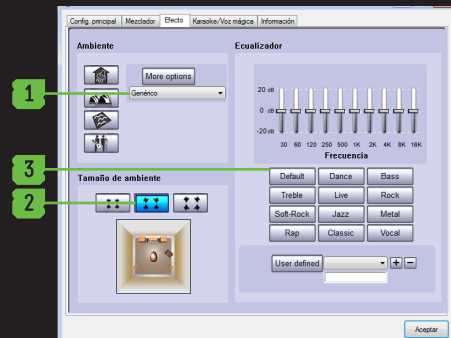 Config. principal Mezclador Efecto Karaoke/Voz mágica Información
Ambiente
More options
Genérico
1
Tamaño de ambiente
2
Ecualizador
20 dB
0 dB
-20 dB
30 60 120 250 500 1K 2K 4K 8K 16K
Frecuencia
3
Default Dance Bass
Treble Live Rock
Soft-Rock Jazz Metal
Rap Classic Vocal
User defined
Aceptar